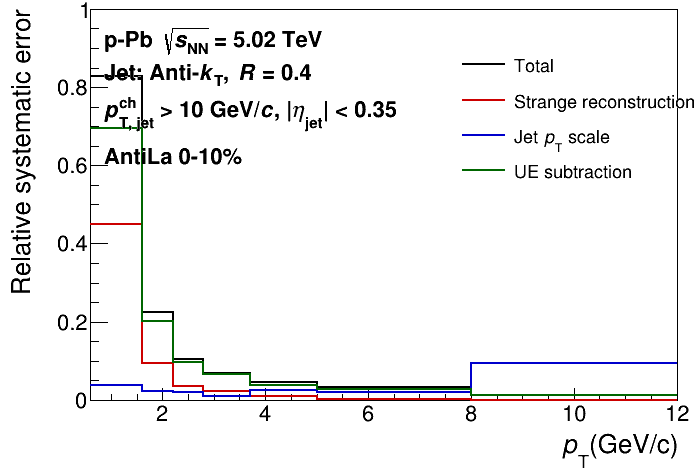 Relative systematic error
1
0.8
0.6
0.4
0.2
0
p-Pb √sNN = 5.02 TeV
Jet: Anti-kT, R = 0.4
p^ch_T, jet > 10 GeV/c, |ηjet| < 0.35
AntiLa 0-10%
Total
Strange reconstruction
Jet pT scale
UE subtraction
2 4 6 8 10 12
pT(GeV/c)